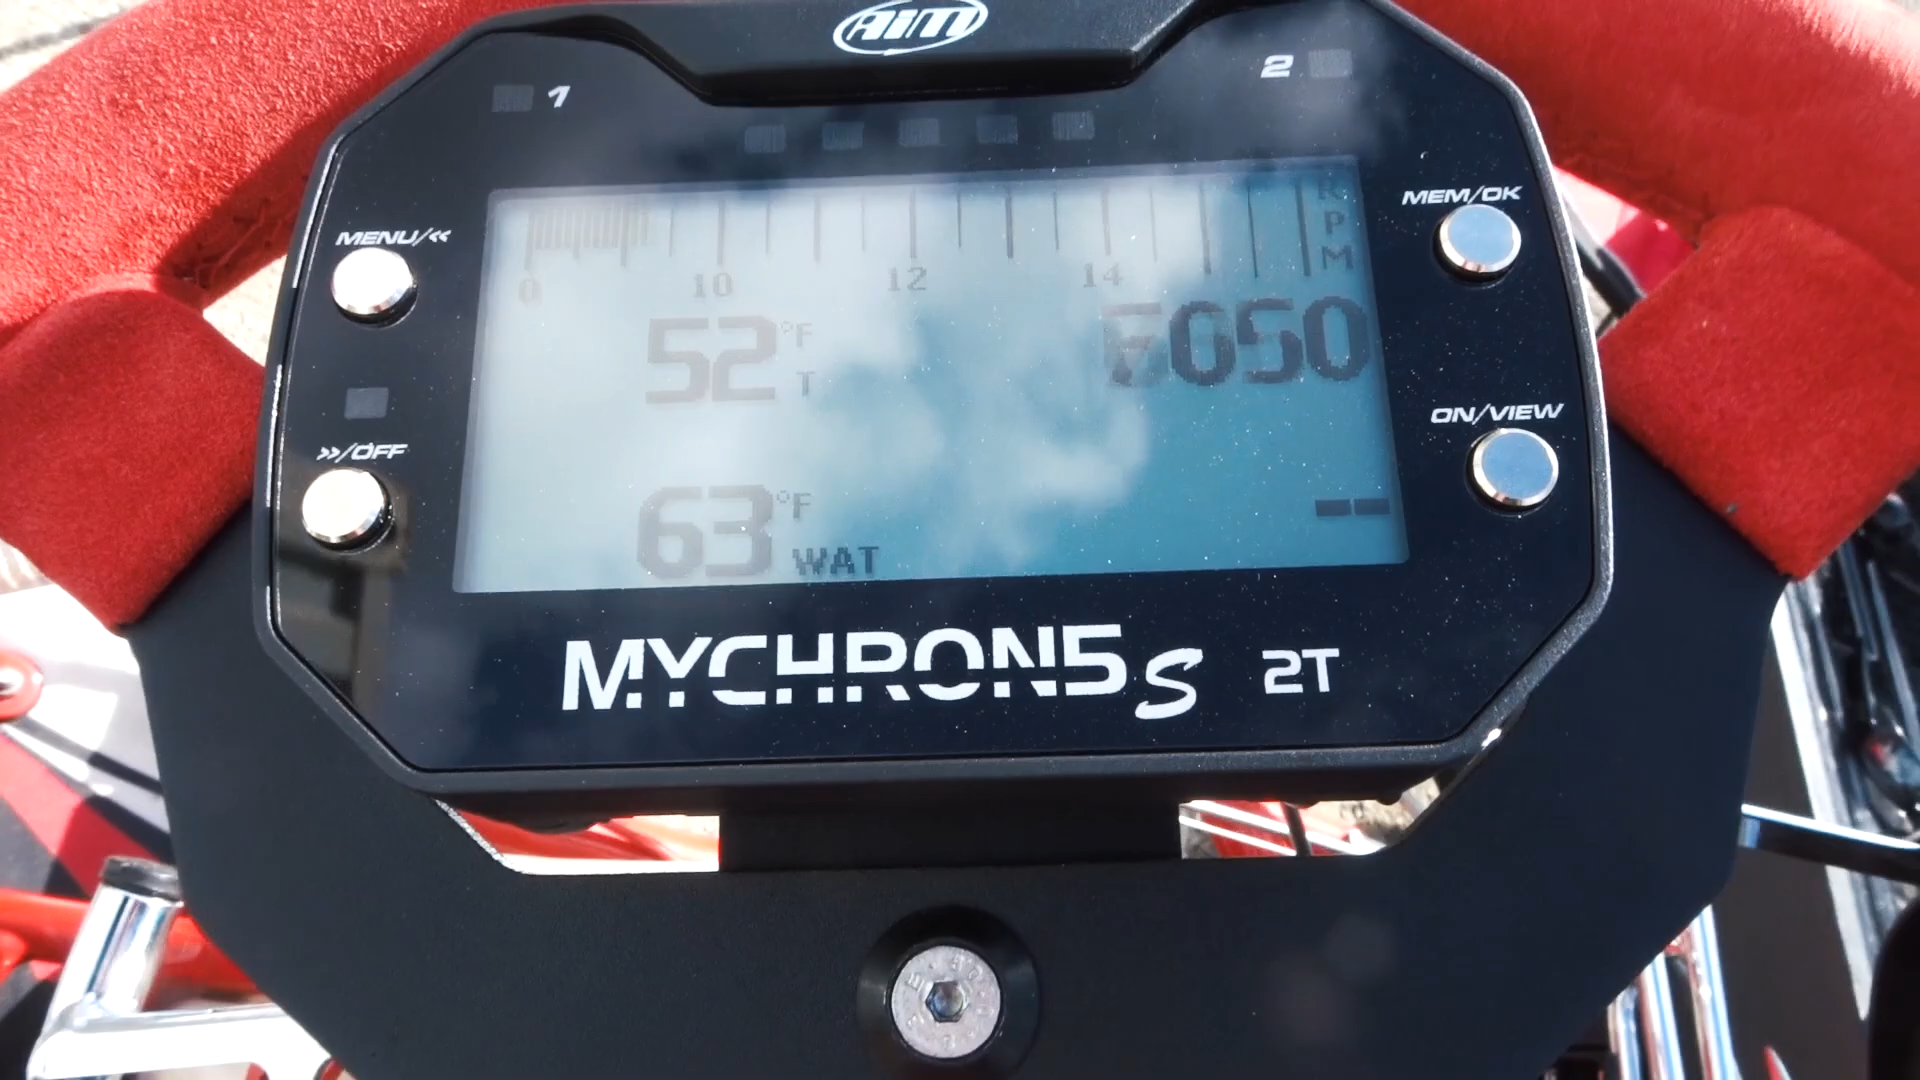 AiM
1
2
MENU/<<
MEM/OK
RPM
0 10 12 14
52 °F T
ON/VIEW
>>/OFF
63 °F WAT
--
MYCHRON5 S 2T